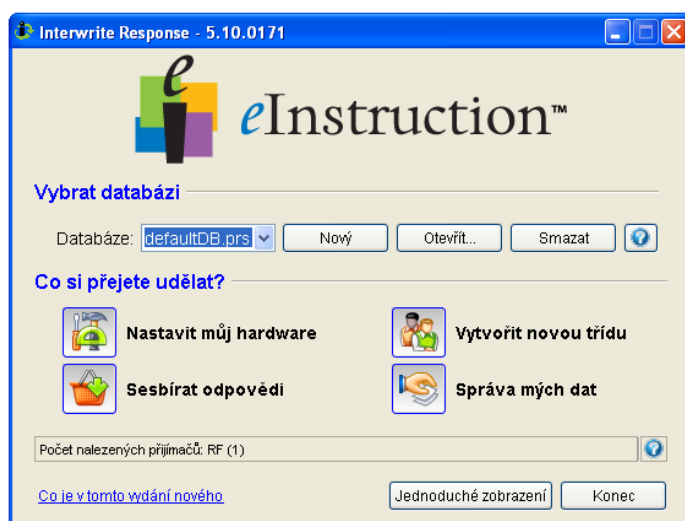 Interwrite Response - 5.10.0171
eInstruction™
Vybrat databázi
Databáze: defaultDB.prs Nový Otevřít... Smazat ?
Co si přejete udělat?
Nastavit můj hardware Vytvořit novou třídu
Sesbírat odpovědi Správa mých dat
Počet nalezených přijímačů: RF (1) ?
Co je v tomto vydání nového Jednoduché zobrazení Konec